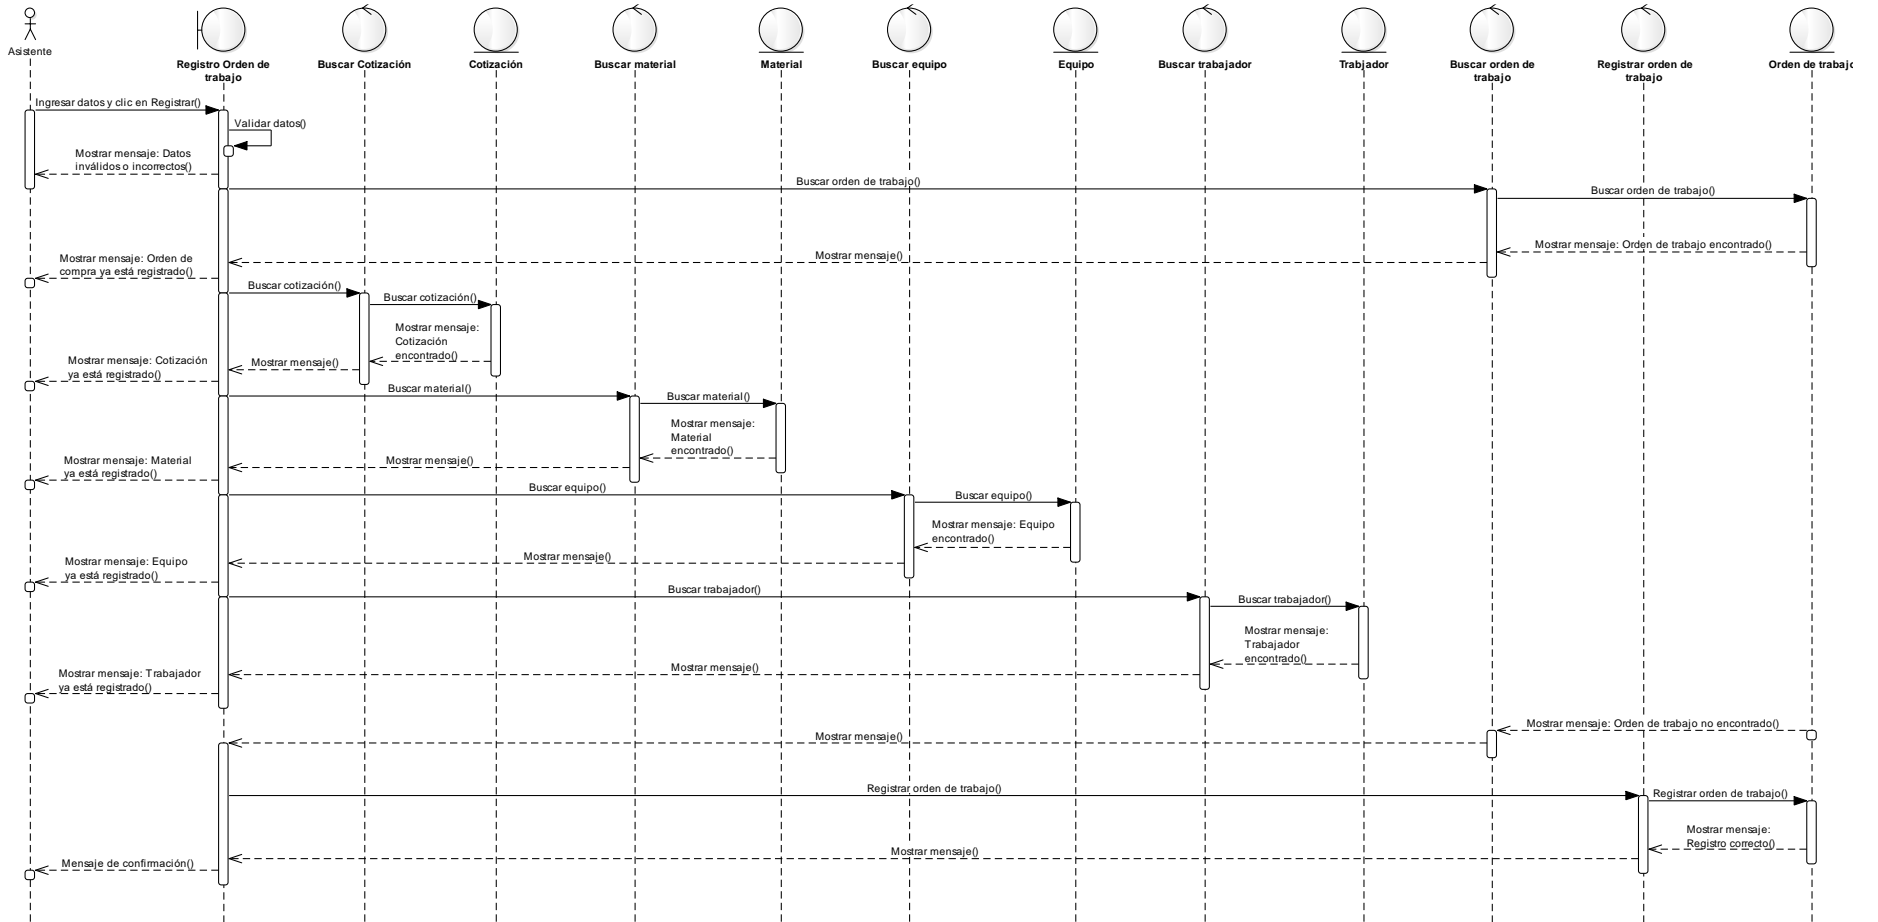 Asistente
Registro Orden de
trabajo
Buscar Cotización
Cotización
Buscar material
Material
Buscar equipo
Equipo
Buscar trabajador
Trabjador
Buscar orden de
trabajo
Registrar orden de
trabajo
Orden de trabajo
Ingresar datos y clic en Registrar()
Validar datos()
Mostrar mensaje: Datos
inválidos o incorrectos()
Buscar orden de trabajo()
Buscar orden de trabajo()
Mostrar mensaje: Orden de trabajo encontrado()
Mostrar mensaje()
Mostrar mensaje: Orden de
compra ya está registrado()
Buscar cotización()
Buscar cotización()
Mostrar mensaje:
Cotización
encontrado()
Mostrar mensaje()
Mostrar mensaje: Cotización
ya está registrado()
Buscar material()
Buscar material()
Mostrar mensaje:
Material
encontrado()
Mostrar mensaje()
Mostrar mensaje: Material
ya está registrado()
Buscar equipo()
Buscar equipo()
Mostrar mensaje: Equipo
encontrado()
Mostrar mensaje()
Mostrar mensaje: Equipo
ya está registrado()
Buscar trabajador()
Buscar trabajador()
Mostrar mensaje:
Trabajador
encontrado()
Mostrar mensaje()
Mostrar mensaje: Trabajador
ya está registrado()
Mostrar mensaje: Orden de trabajo no encontrado()
Mostrar mensaje()
Registrar orden de trabajo()
Registrar orden de trabajo()
Mostrar mensaje:
Registro correcto()
Mostrar mensaje()
Mensaje de confirmación()